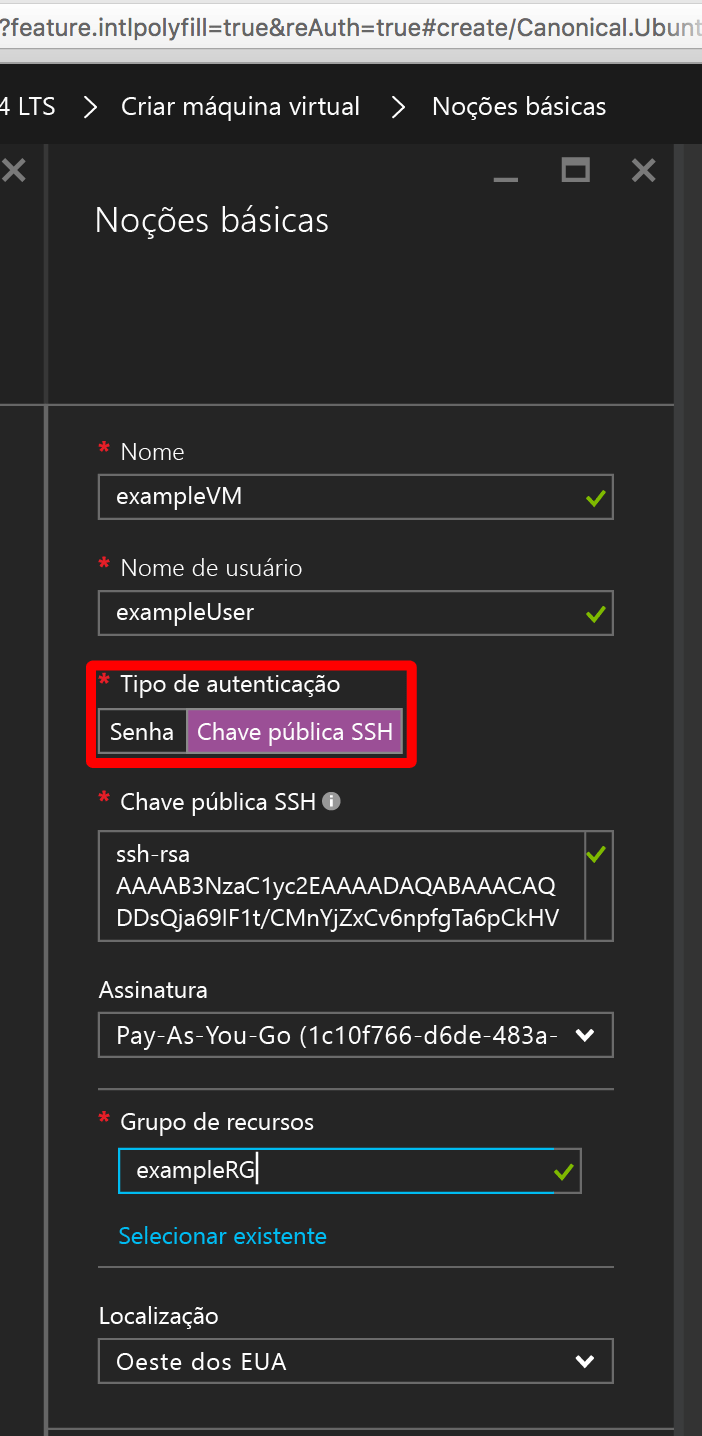 ?feature.intlpolyfill=true&reAuth=true#create/Canonical.Ubunt
4 LTS > Criar máquina virtual > Noções básicas
Noções básicas
* Nome
exampleVM
* Nome de usuário
exampleUser
* Tipo de autenticação
Senha Chave pública SSH
* Chave pública SSH
ssh-rsa
AAAAB3NzaC1yc2EAAAADAQABAAACAQ
DDsQja69IF1t/CMnYjZxCv6npfgTa6pCkHV
Assinatura
Pay-As-You-Go (1c10f766-d6de-483a-
* Grupo de recursos
exampleRG
Selecionar existente
Localização
Oeste dos EUA